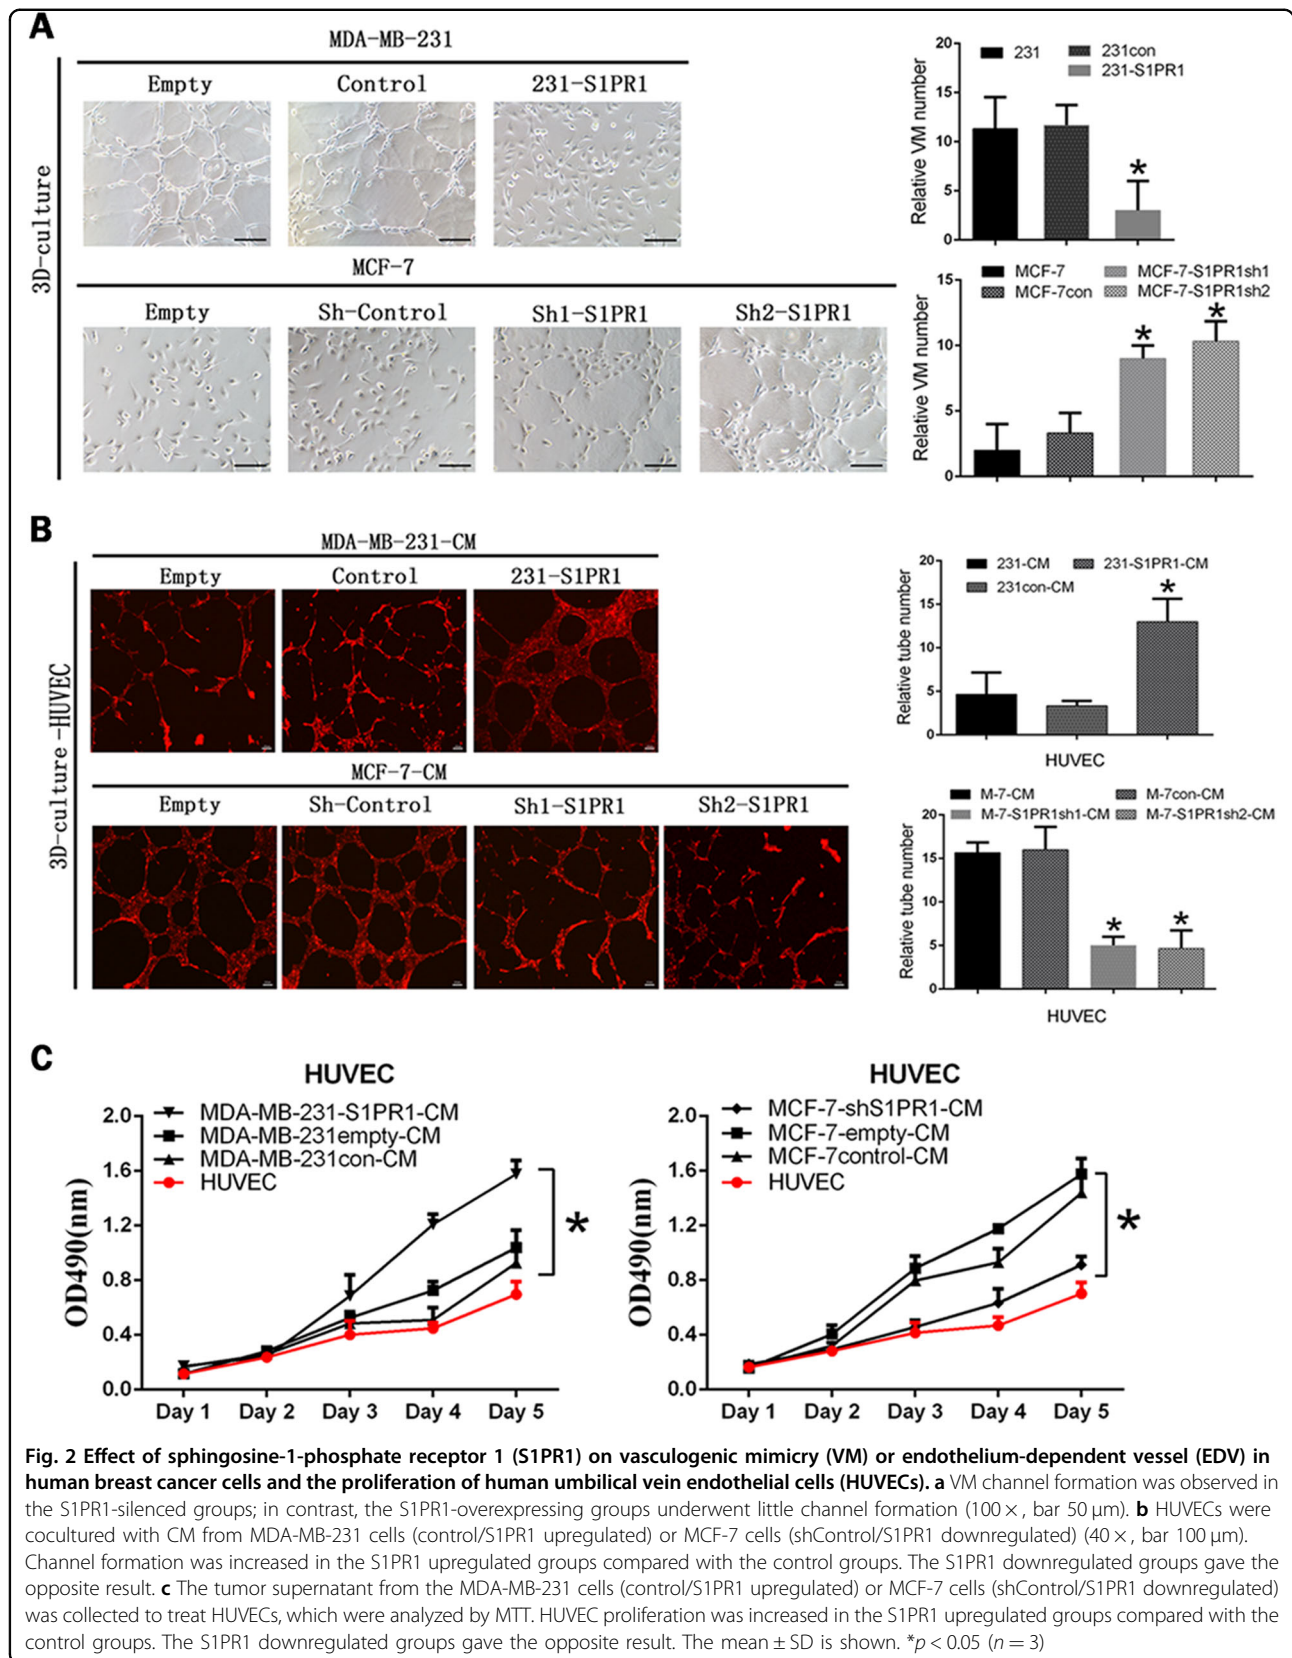 A
MDA-MB-231
Empty Control 231-S1PR1
3D-culture
MCF-7
Empty Sh-Control Sh1-S1PR1 Sh2-S1PR1
231 231con
231-S1PR1
Relative VM number
20
15
10
5
0
*
MCF-7 MCF-7-S1PR1sh1
MCF-7con MCF-7-S1PR1sh2
Relative VM number
15
10
5
0
* *
B
MDA-MB-231-CM
Empty Control 231-S1PR1
3D-culture-HUVEC
MCF-7-CM
Empty Sh-Control Sh1-S1PR1 Sh2-S1PR1
231-CM 231-S1PR1-CM
231con-CM
Relative tube number
20
15
10
5
0
*
HUVEC
M-7-CM M-7con-CM
M-7-S1PR1sh1-CM M-7-S1PR1sh2-CM
Relative tube number
20
15
10
5
0
* *
HUVEC
C
HUVEC
MDA-MB-231-S1PR1-CM
MDA-MB-231empty-CM
MDA-MB-231con-CM
HUVEC
OD490(nm)
2.0
1.6
1.2
0.8
0.4
0.0
*
Day 1 Day 2 Day 3 Day 4 Day 5
HUVEC
MCF-7-shS1PR1-CM
MCF-7-empty-CM
MCF-7control-CM
HUVEC
OD490(nm)
2.0
1.6
1.2
0.8
0.4
0.0
*
Day 1 Day 2 Day 3 Day 4 Day 5
Fig. 2 Effect of sphingosine-1-phosphate receptor 1 (S1PR1) on vasculogenic mimicry (VM) or endothelium-dependent vessel (EDV) in
human breast cancer cells and the proliferation of human umbilical vein endothelial cells (HUVECs). a VM channel formation was observed in
the S1PR1-silenced groups; in contrast, the S1PR1-overexpressing groups underwent little channel formation (100 ×, bar 50 μm). b HUVECs were
cocultured with CM from MDA-MB-231 cells (control/S1PR1 upregulated) or MCF-7 cells (shControl/S1PR1 downregulated) (40 ×, bar 100 μm).
Channel formation was increased in the S1PR1 upregulated groups compared with the control groups. The S1PR1 downregulated groups gave the
opposite result. c The tumor supernatant from the MDA-MB-231 cells (control/S1PR1 upregulated) or MCF-7 cells (shControl/S1PR1 downregulated)
was collected to treat HUVECs, which were analyzed by MTT. HUVEC proliferation was increased in the S1PR1 upregulated groups compared with the
control groups. The S1PR1 downregulated groups gave the opposite result. The mean ± SD is shown. *p < 0.05 (n = 3)